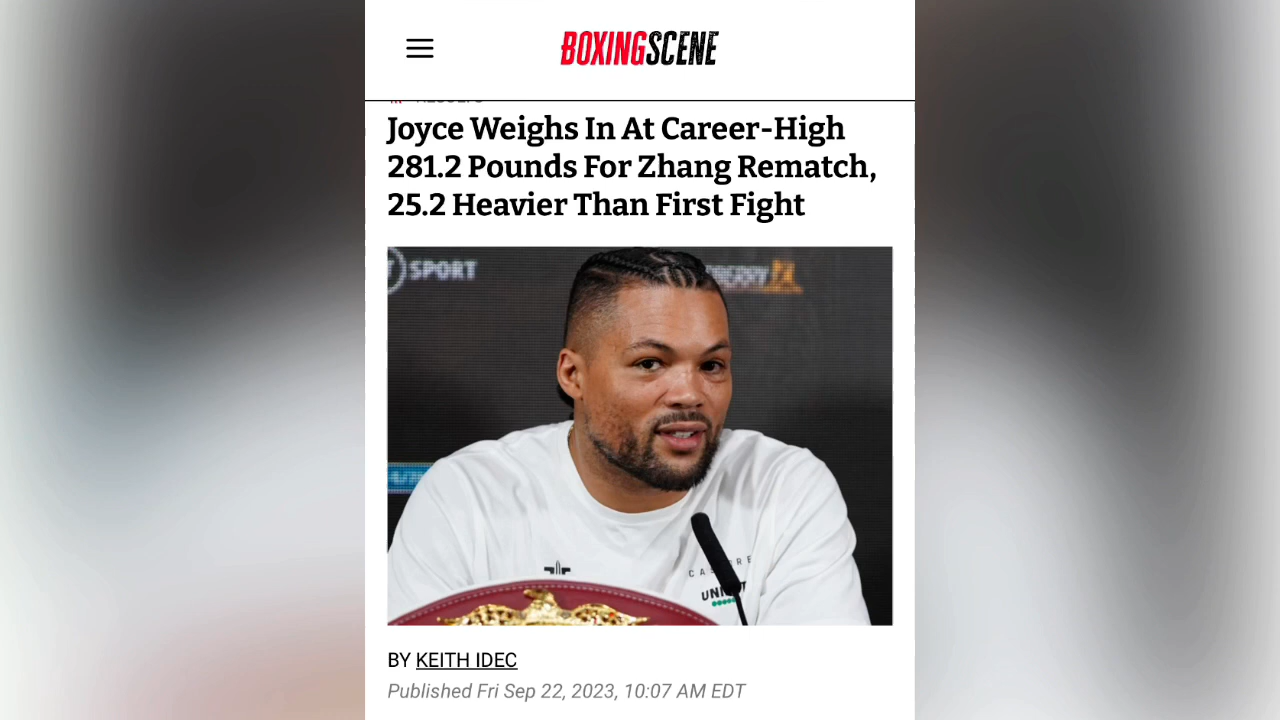 BOXINGSCENE
Joyce Weighs In At Career-High
281.2 Pounds For Zhang Rematch,
25.2 Heavier Than First Fight
SPORT
BY KEITH IDEC
Published Fri Sep 22, 2023, 10:07 AM EDT